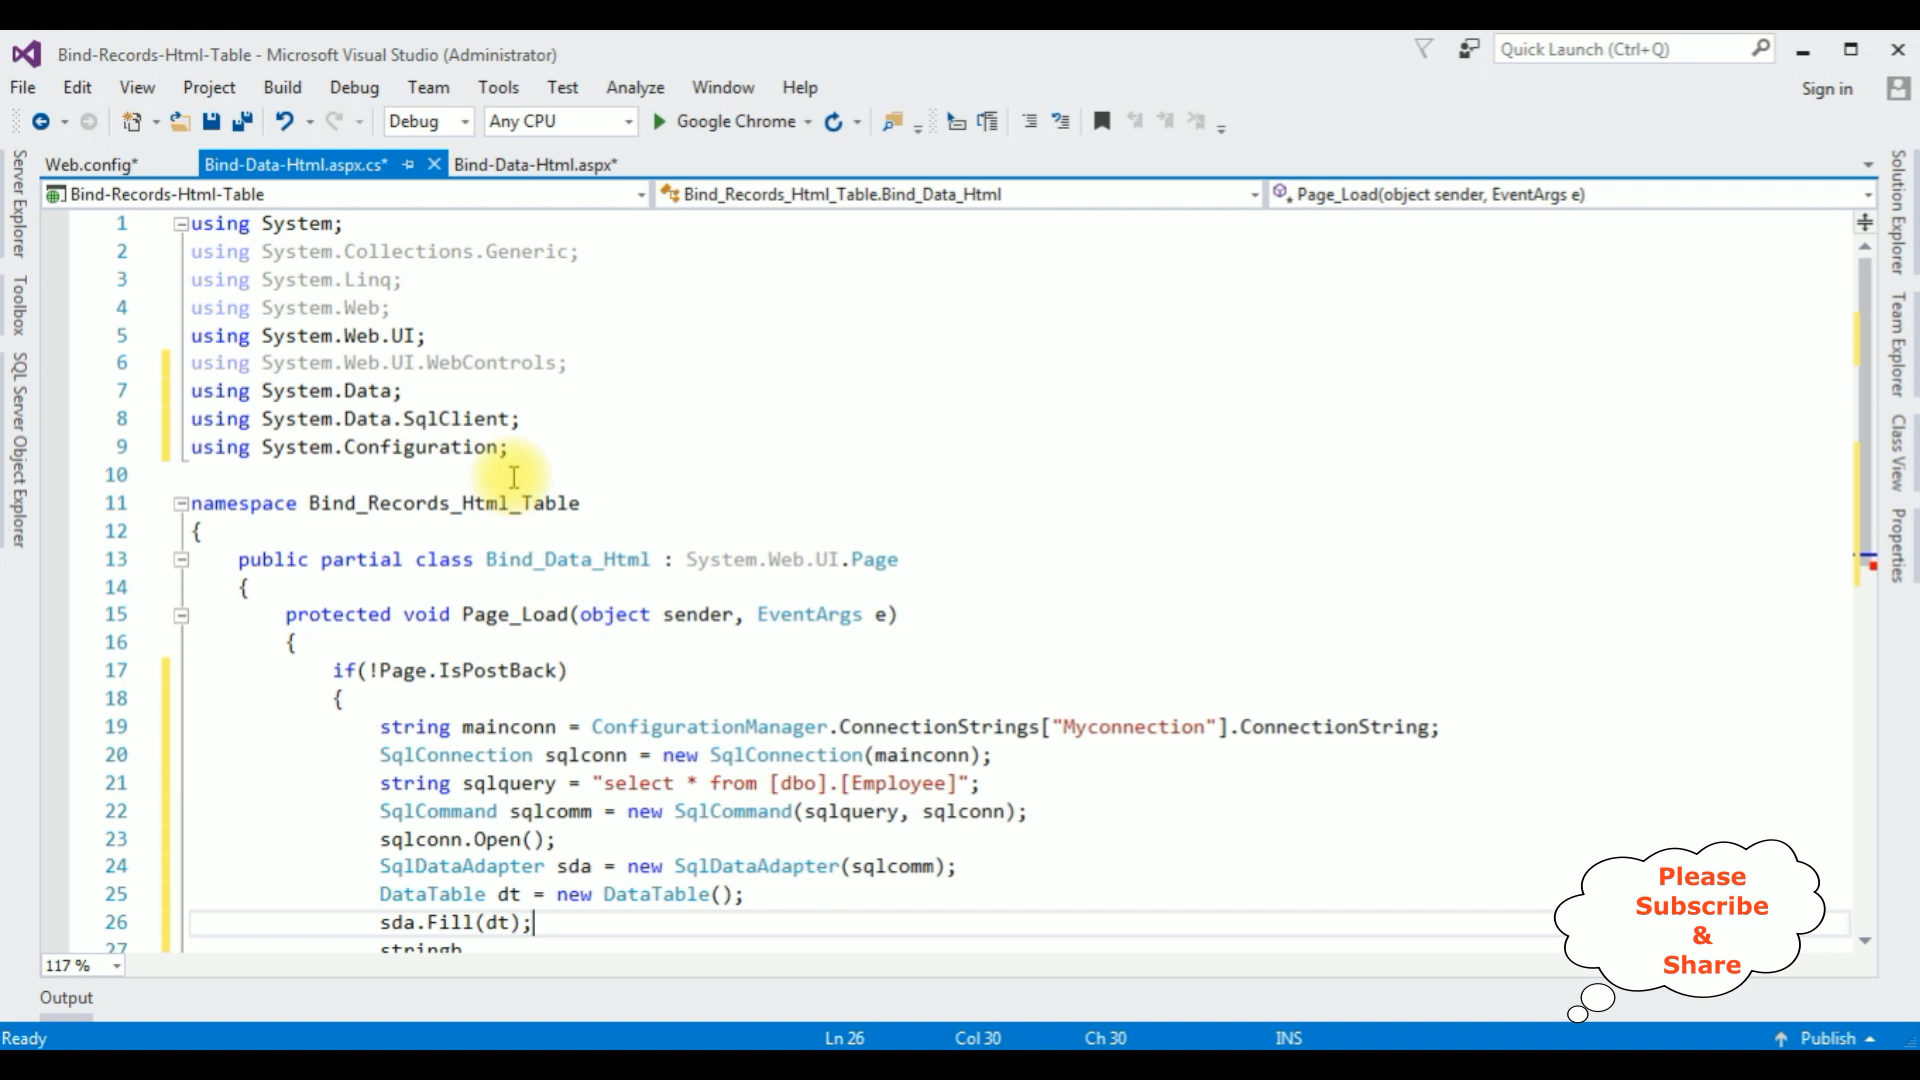 Bind-Records-Html-Table - Microsoft Visual Studio (Administrator)
Quick Launch (Ctrl+Q)
File Edit View Project Build Debug Team Tools Test Analyze Window Help
Sign in
Debug Any CPU Google Chrome
Web.config* Bind-Data-Html.aspx.cs* Bind-Data-Html.aspx*
Bind-Records-Html-Table Bind_Records_Html_Table.Bind_Data_Html Page_Load(object sender, EventArgs e)
Server Explorer
Toolbox
SQL Server Object Explorer
1 using System;
2 using System.Collections.Generic;
3 using System.Linq;
4 using System.Web;
5 using System.Web.UI;
6 using System.Web.UI.WebControls;
7 using System.Data;
8 using System.Data.SqlClient;
9 using System.Configuration;
10
11 namespace Bind_Records_Html_Table
12 {
13 public partial class Bind_Data_Html : System.Web.UI.Page
14 {
15 protected void Page_Load(object sender, EventArgs e)
16 {
17 if(!Page.IsPostBack)
18 {
19 string mainconn = ConfigurationManager.ConnectionStrings["Myconnection"].ConnectionString;
20 SqlConnection sqlconn = new SqlConnection(mainconn);
21 string sqlquery = "select * from [dbo].[Employee]";
22 SqlCommand sqlcomm = new SqlCommand(sqlquery, sqlconn);
23 sqlconn.Open();
24 SqlDataAdapter sda = new SqlDataAdapter(sqlcomm);
25 DataTable dt = new DataTable();
26 sda.Fill(dt);
27 stringb
Solution Explorer
Team Explorer
Class View
Properties
Please
Subscribe
&
Share
117 %
Output
Ready Ln 26 Col 30 Ch 30 INS Publish